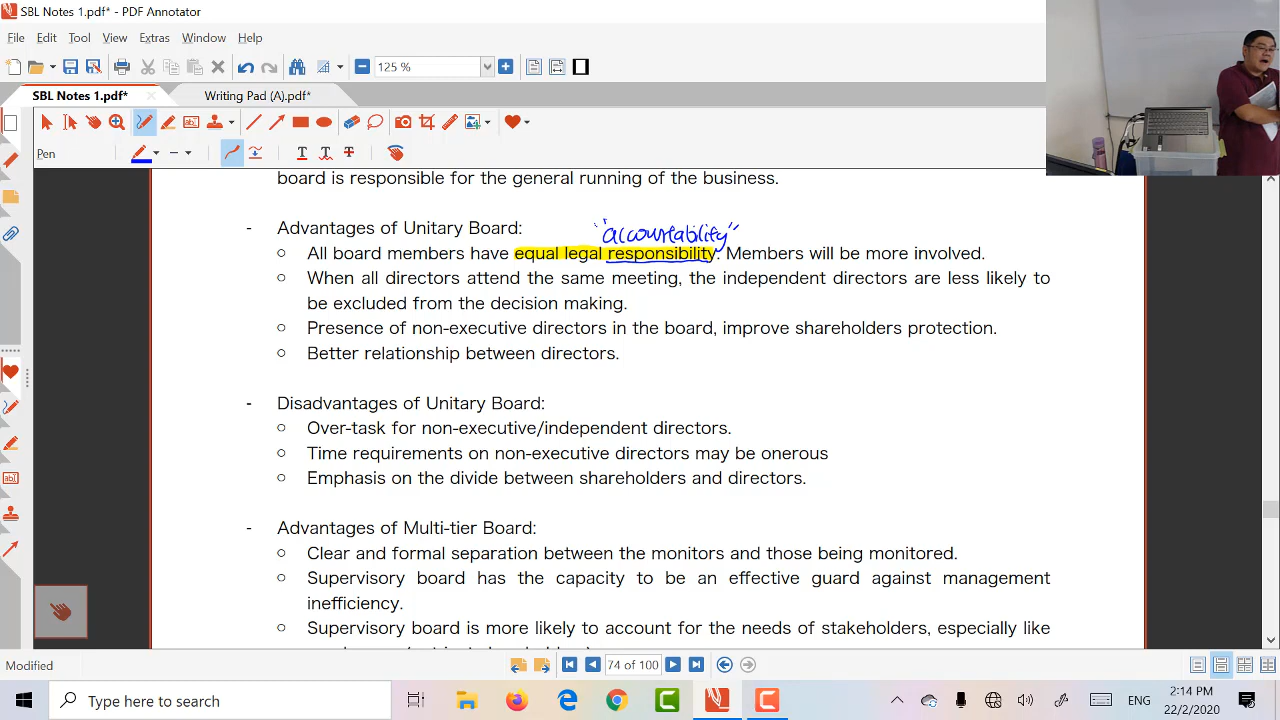 SBL Notes 1.pdf* - PDF Annotator
File Edit Tool View Extras Window Help
125 %
SBL Notes 1.pdf* Writing Pad (A).pdf*
Pen
board is responsible for the general running of the business.
- Advantages of Unitary Board:
"accountability"
○ All board members have equal legal responsibility. Members will be more involved.
○ When all directors attend the same meeting, the independent directors are less likely to
be excluded from the decision making.
○ Presence of non-executive directors in the board, improve shareholders protection.
○ Better relationship between directors.
- Disadvantages of Unitary Board:
○ Over-task for non-executive/independent directors.
○ Time requirements on non-executive directors may be onerous
○ Emphasis on the divide between shareholders and directors.
- Advantages of Multi-tier Board:
○ Clear and formal separation between the monitors and those being monitored.
○ Supervisory board has the capacity to be an effective guard against management
inefficiency.
○ Supervisory board is more likely to account for the needs of stakeholders, especially like
Modified 74 of 100
Type here to search ENG 2:14 PM
22/2/2020